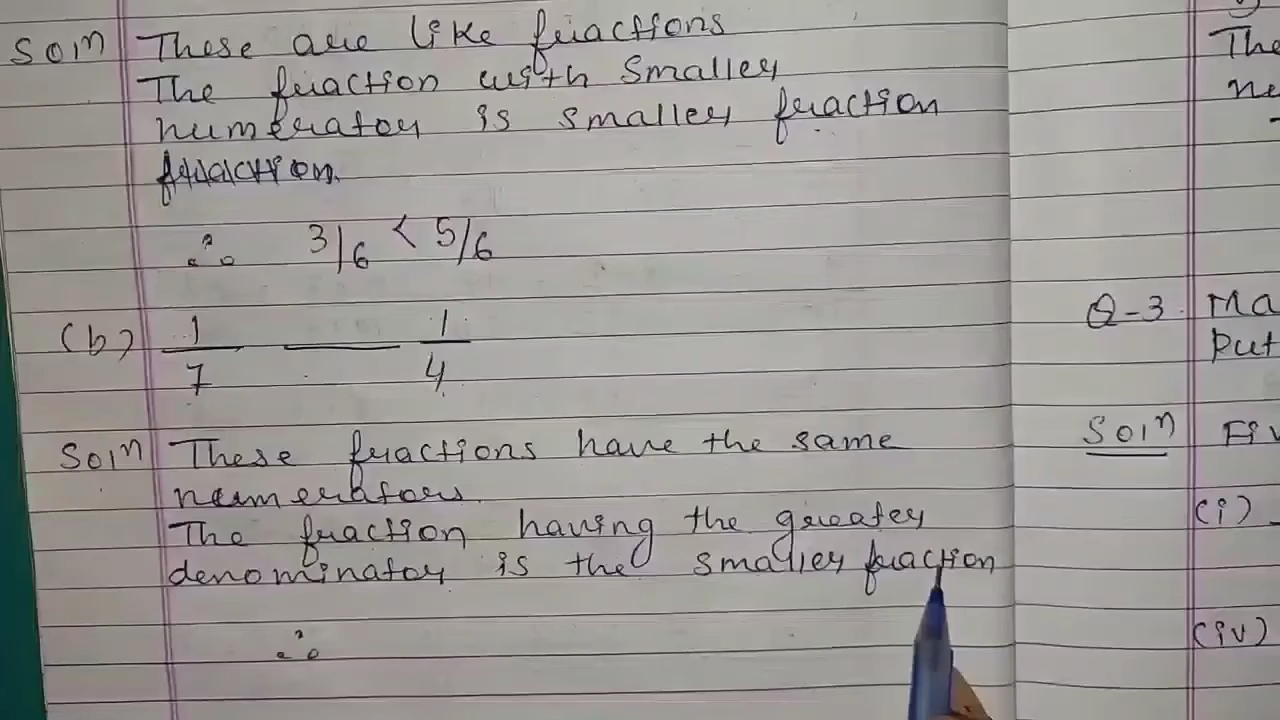 Soln These are like fractions
The fraction with smaller
numerator is smaller fraction
fraction.
∴ 3/6 < 5/6
(b) 1/7 ___ 1/4
Soln These fractions have the same
numerators.
The fraction having the greater
denominator is the smaller fraction
∴
The
Q-3. Ma
Put
Soln
(i)
(iv)